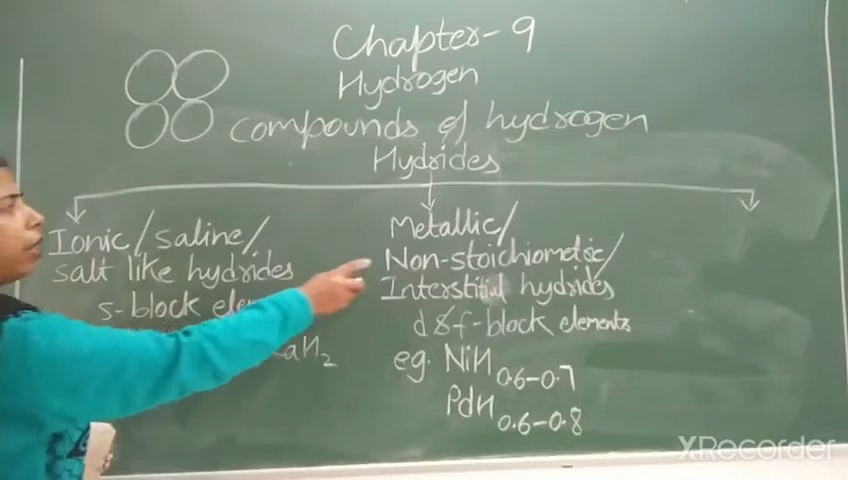 Chapter-9
Hydrogen
compounds of hydrogen
Hydrides
Ionic/saline/
salt like hydrides
s-block
aH2
Metallic/
Non-stoichiometric/
Interstitial hydrides
d & f-block elements
eg. NiH0.6-0.7
PdH0.6-0.8
XRecorder